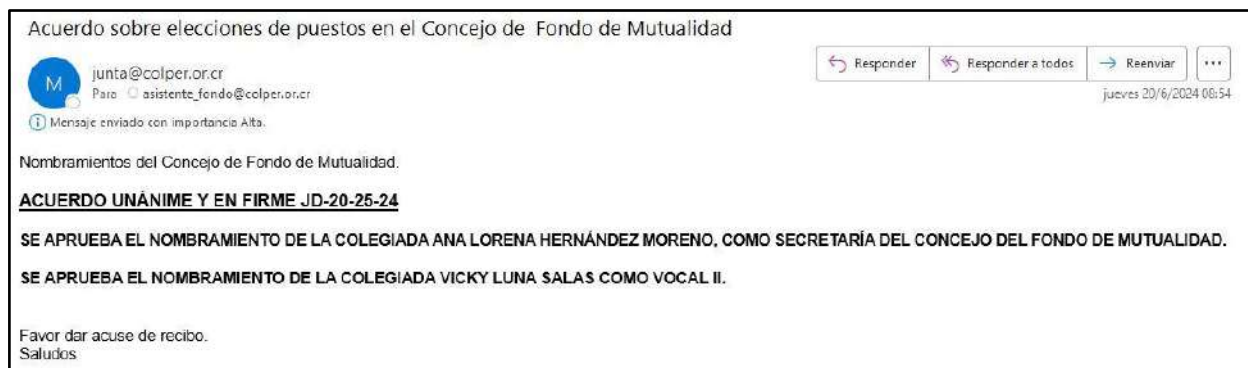 Acuerdo sobre elecciones de puestos en el Concejo de Fondo de Mutualidad
M
junta@colper.or.cr
Para asistente_fondo@colper.or.cr
Responder
Responder a todos
Reenviar
jueves 20/6/2024 08:54
Mensaje enviado con importancia Alta.
Nombramientos del Concejo de Fondo de Mutualidad.
ACUERDO UNÁNIME Y EN FIRME JD-20-25-24
SE APRUEBA EL NOMBRAMIENTO DE LA COLEGIADA ANA LORENA HERNÁNDEZ MORENO, COMO SECRETARÍA DEL CONCEJO DEL FONDO DE MUTUALIDAD.
SE APRUEBA EL NOMBRAMIENTO DE LA COLEGIADA VICKY LUNA SALAS COMO VOCAL II.
Favor dar acuse de recibo.
Saludos